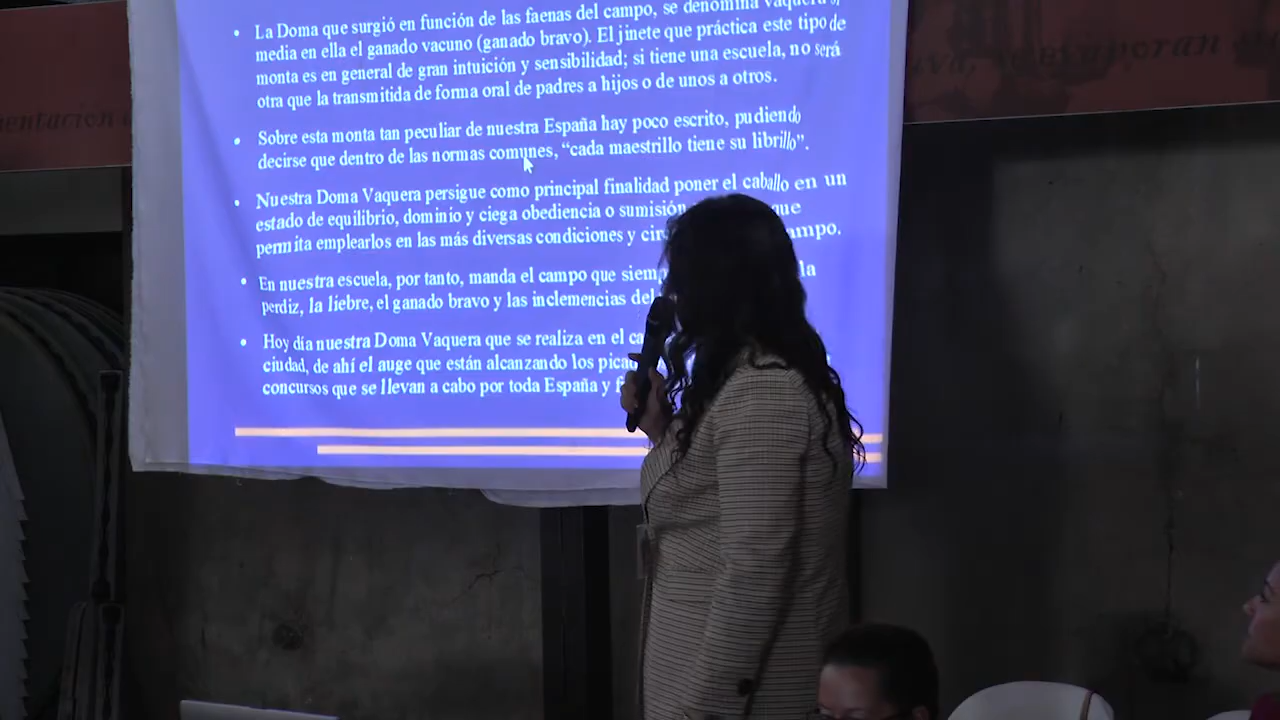 La Doma que surgió en función de las faenas del campo, se denomina vaquera si
media en ella el ganado vacuno (ganado bravo). El jinete que práctica este tipo de
monta es en general de gran intuición y sensibilidad; si tiene una escuela, no será
otra que la transmitida de forma oral de padres a hijos o de unos a otros.
Sobre esta monta tan peculiar de nuestra España hay poco escrito, pudiendo
decirse que dentro de las normas comunes, “cada maestrillo tiene su librillo”.
Nuestra Doma Vaquera persigue como principal finalidad poner el caballo en un
estado de equilibrio, dominio y ciega obediencia o sumisión que
permita emplearlos en las más diversas condiciones y campo.
En nuestra escuela, por tanto, manda el campo que la
perdiz, la liebre, el ganado bravo y las inclemencias del
Hoy día nuestra Doma Vaquera que se realiza en el
ciudad, de ahí el auge que están alcanzando los
concursos que se llevan a cabo por toda España y